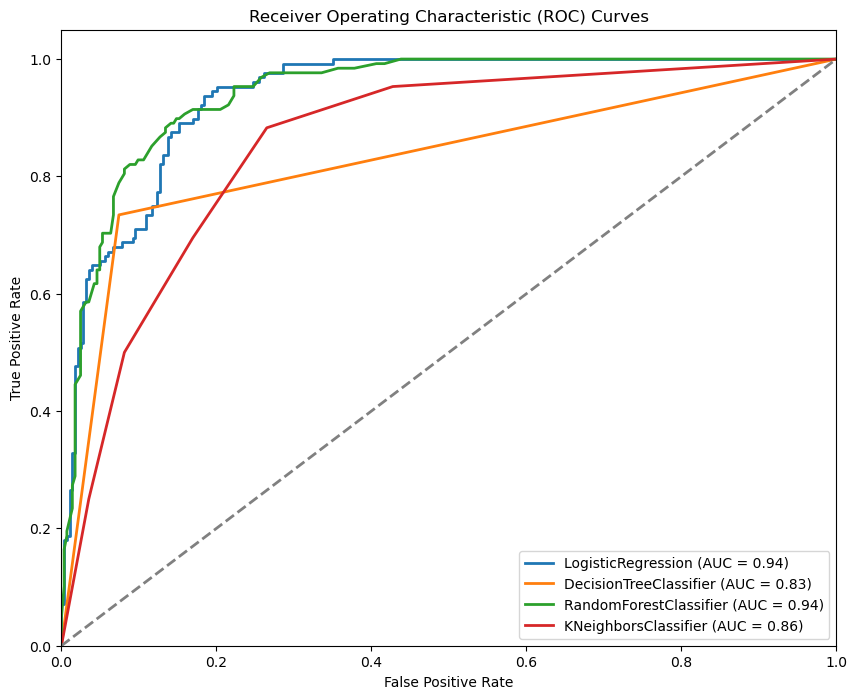 Receiver Operating Characteristic (ROC) Curves
1.0
0.8
0.6
0.4
0.2
0.0
True Positive Rate
LogisticRegression (AUC = 0.94)
DecisionTreeClassifier (AUC = 0.83)
RandomForestClassifier (AUC = 0.94)
KNeighborsClassifier (AUC = 0.86)
0.0 0.2 0.4 0.6 0.8 1.0
False Positive Rate